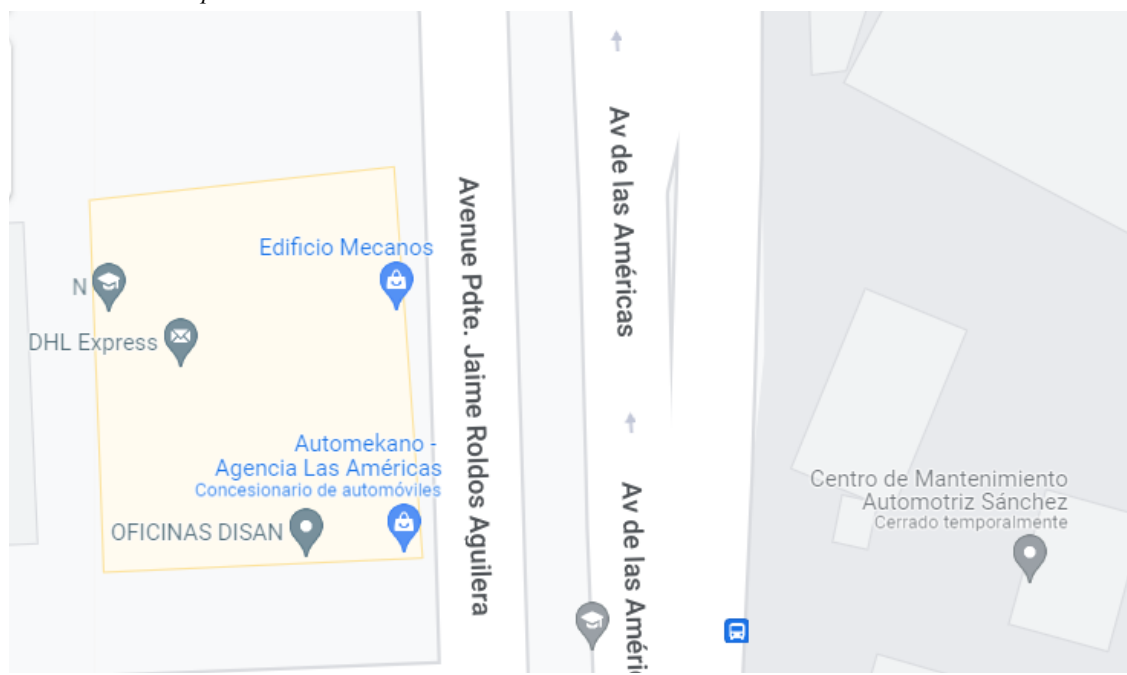 Av de las Américas
Avenue Pdte. Jaime Roldos Aguilera
Edificio Mecanos
N
DHL Express
Automekano -
Agencia Las Américas
Concesionario de automóviles
OFICINAS DISAN
Centro de Mantenimiento
Automotriz Sánchez
Cerrado temporalmente
Av de las Améri